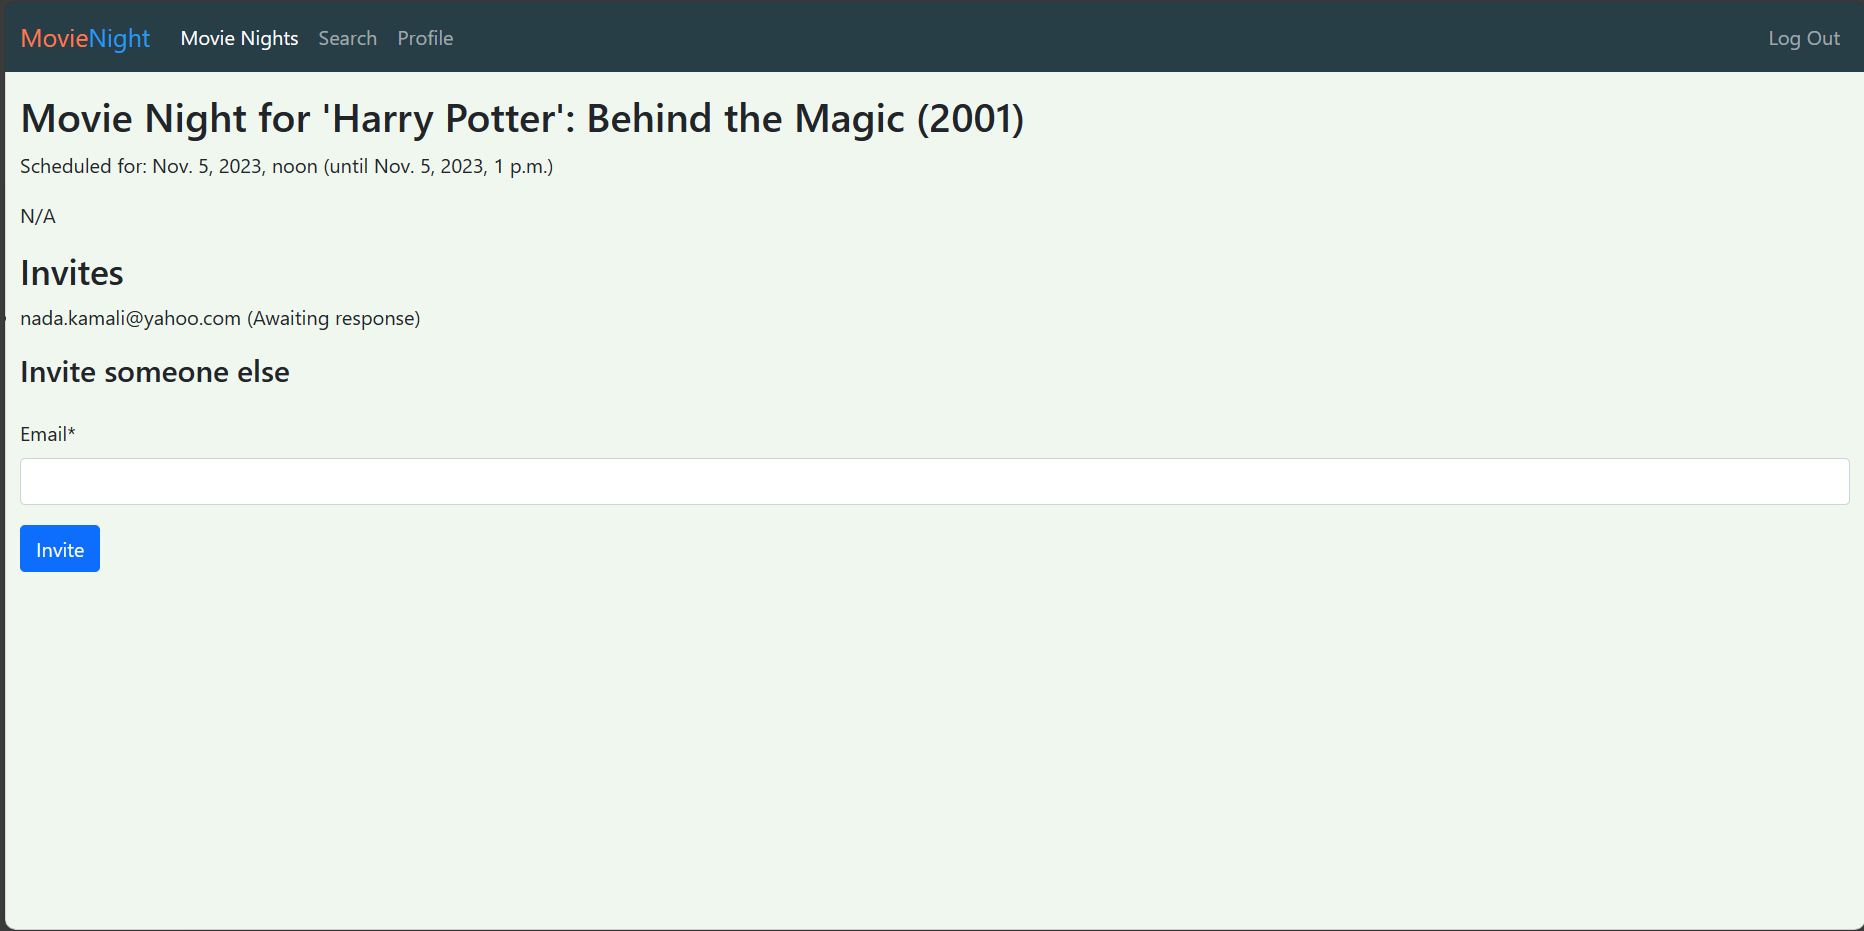 MovieNight Movie Nights Search Profile Log Out
Movie Night for 'Harry Potter': Behind the Magic (2001)
Scheduled for: Nov. 5, 2023, noon (until Nov. 5, 2023, 1 p.m.)
N/A
Invites
nada.kamali@yahoo.com (Awaiting response)
Invite someone else
Email*
Invite